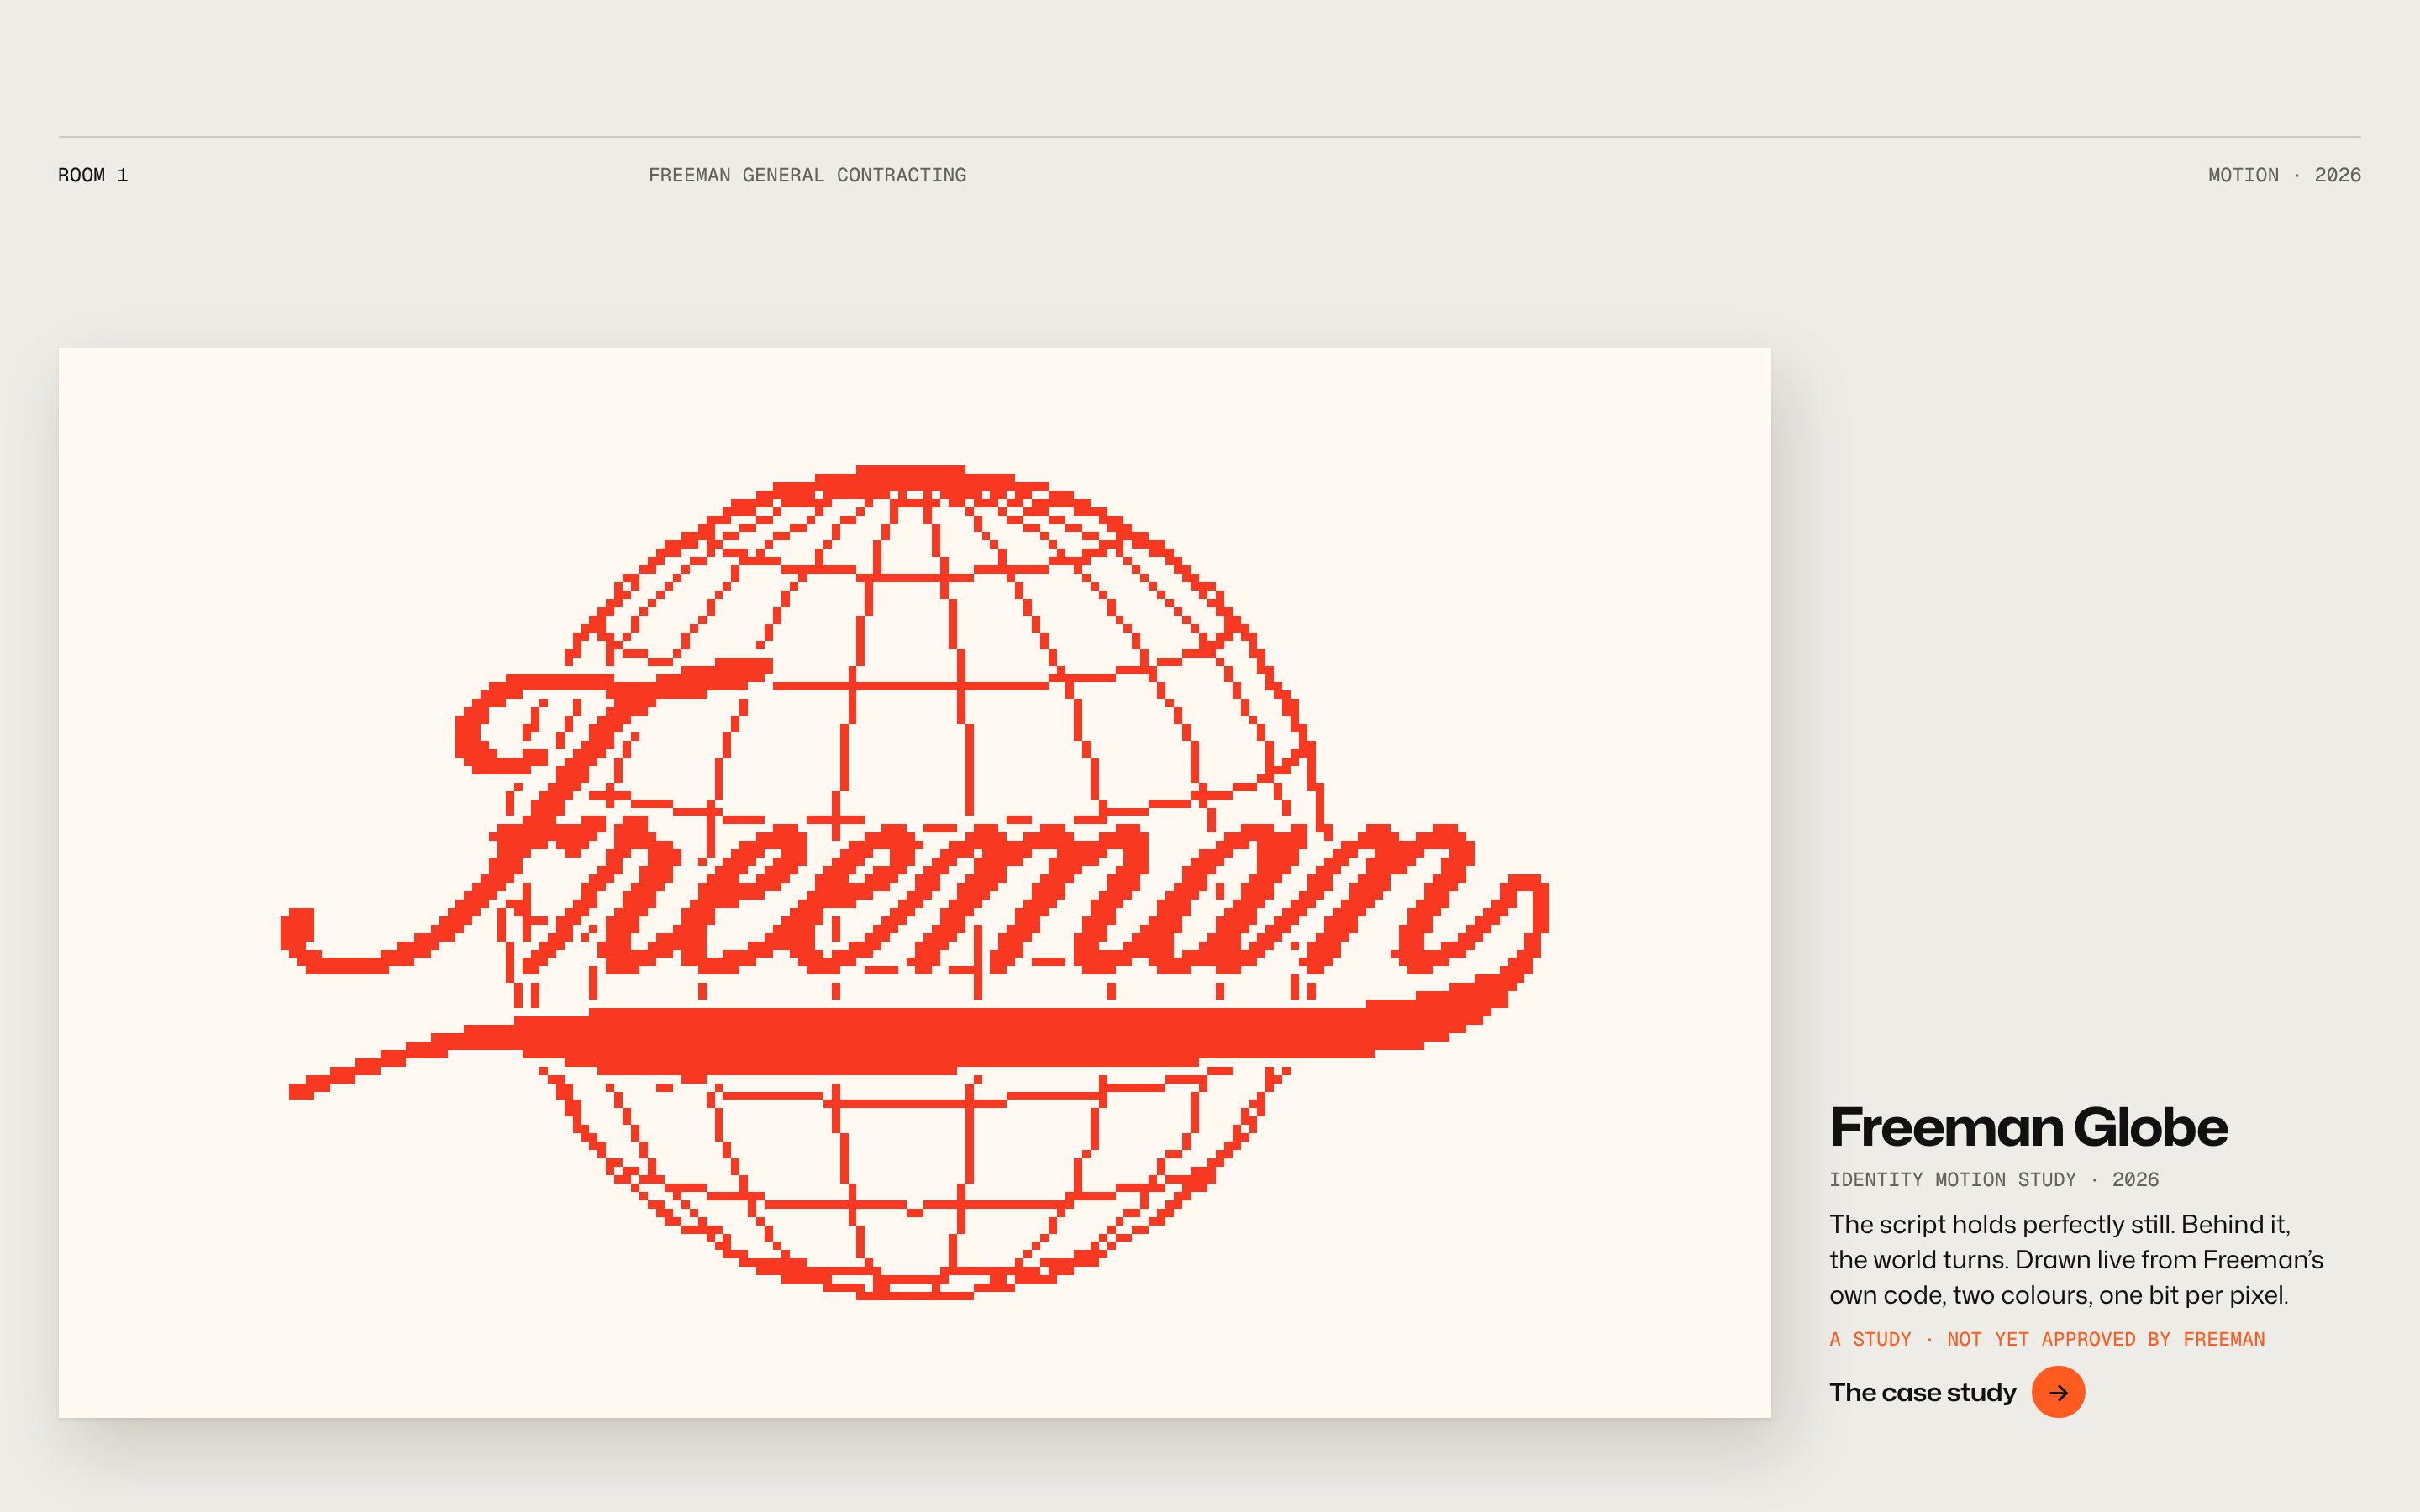 ROOM 1
FREEMAN GENERAL CONTRACTING
MOTION · 2026
Freeman
Freeman Globe
IDENTITY MOTION STUDY · 2026
The script holds perfectly still. Behind it,
the world turns. Drawn live from Freeman’s
own code, two colours, one bit per pixel.
A STUDY · NOT YET APPROVED BY FREEMAN
The case study →